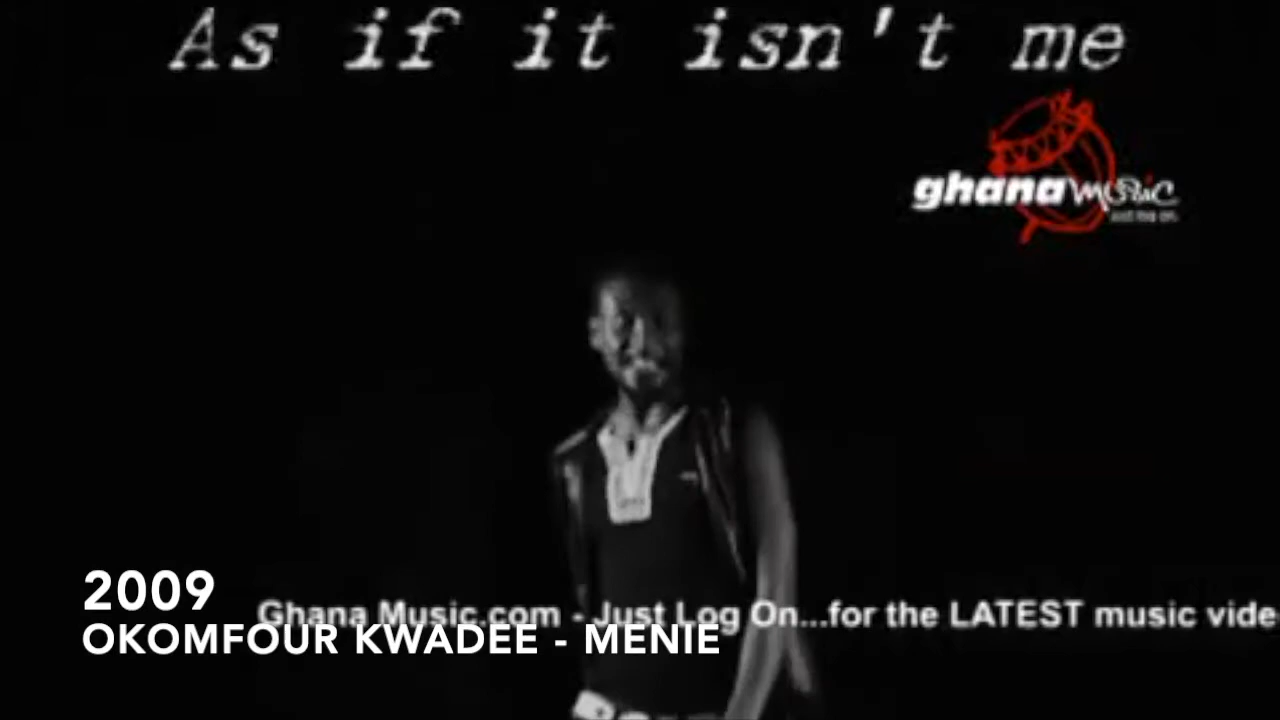 As if it isn't me
ghana music
2009
Ghana Music.com - Just Log On...for the LATEST music vide
OKOMFOUR KWADEE - MENIE